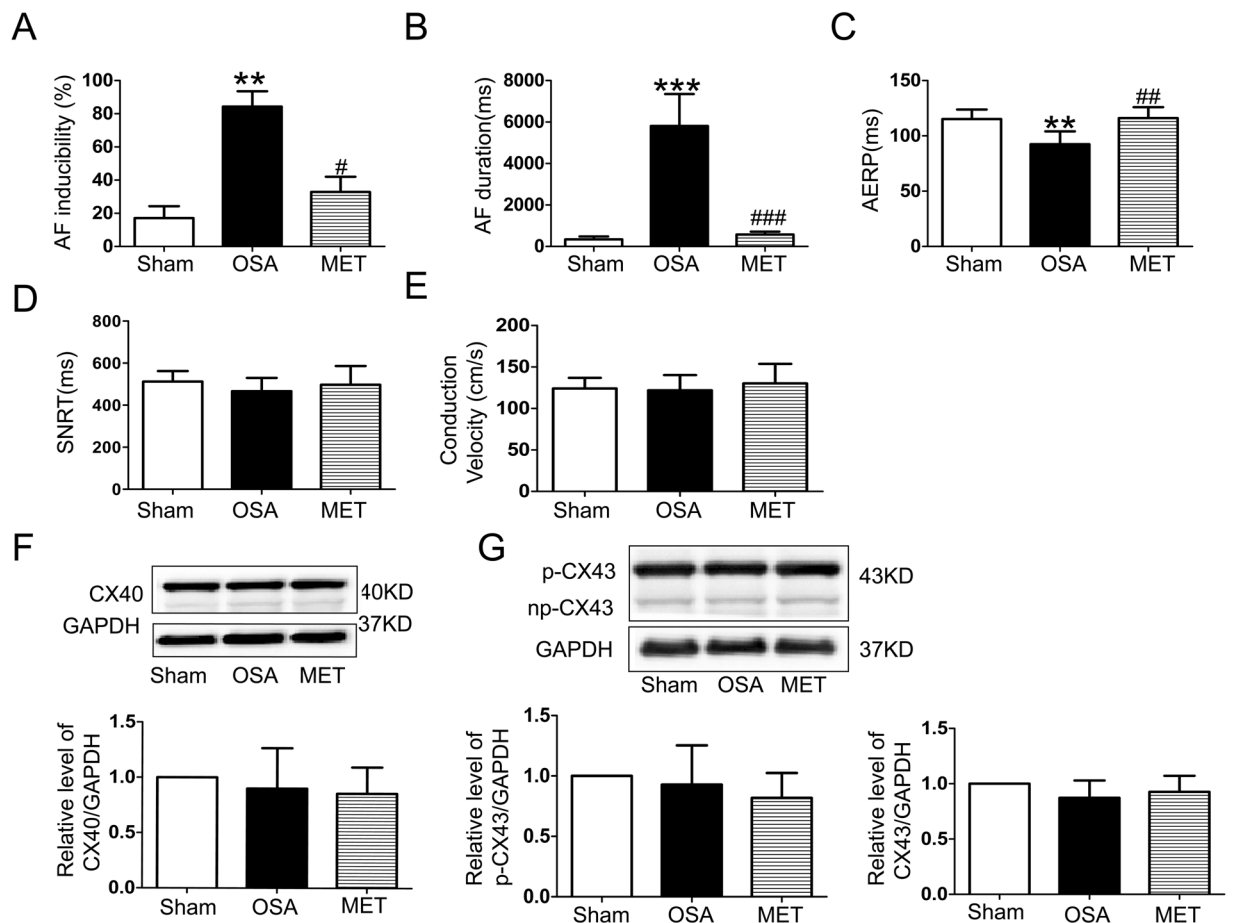 A
AF inducibility (%)
100
80
60
40
20
0
**
#
Sham OSA MET
B
AF duration(ms)
8000
6000
4000
2000
0
***
###
Sham OSA MET
C
AERP(ms)
150
100
50
0
**
##
Sham OSA MET
D
SNRT(ms)
800
600
400
200
0
Sham OSA MET
E
Conduction
Velocity (cm/s)
200
150
100
50
0
Sham OSA MET
F
CX40
40KD
GAPDH
37KD
Sham OSA MET
Relative level of
CX40/GAPDH
1.5
1.0
0.5
0.0
Sham OSA MET
G
p-CX43
43KD
np-CX43
GAPDH
37KD
Sham OSA MET
Relative level of
p-CX43/GAPDH
1.5
1.0
0.5
0.0
Sham OSA MET
Relative level of
CX43/GAPDH
1.5
1.0
0.5
0.0
Sham OSA MET